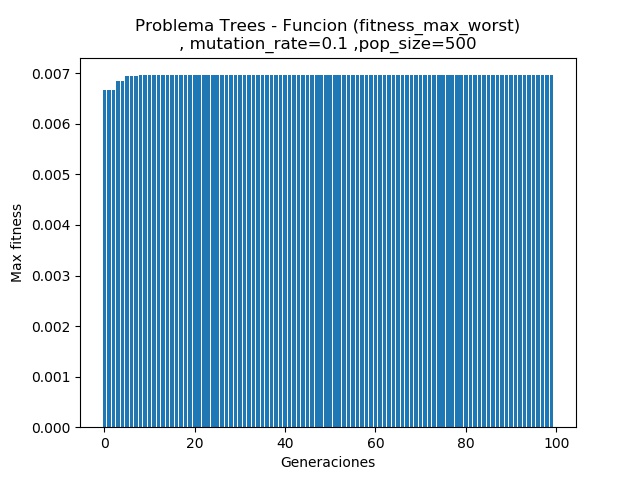 Problema Trees - Funcion (fitness_max_worst)
, mutation_rate=0.1 ,pop_size=500
0.007
0.006
0.005
0.004
0.003
0.002
0.001
0.000
Max fitness
0 20 40 60 80 100
Generaciones